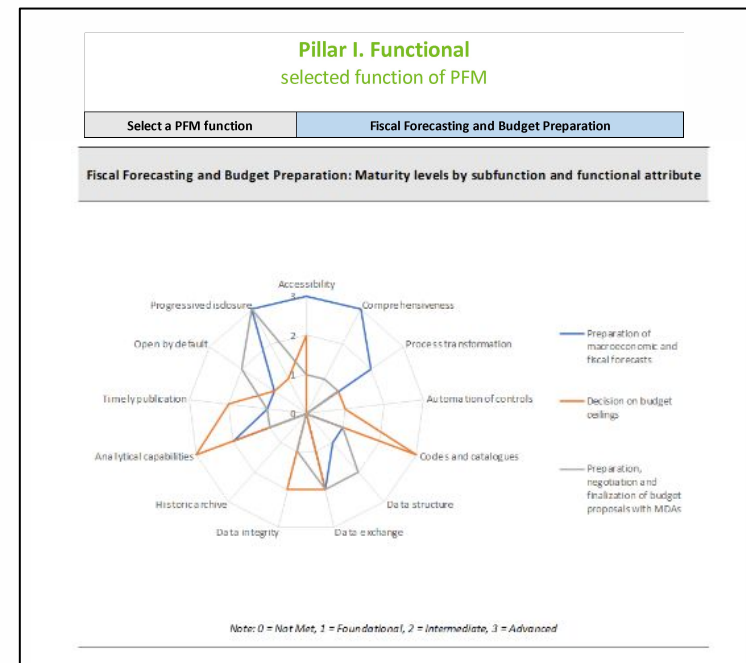 Pillar I. Functional
selected function of PFM
Select a PFM function
Fiscal Forecasting and Budget Preparation
Fiscal Forecasting and Budget Preparation: Maturity levels by subfunction and functional attribute
Accessibility
3
Progressived isclosure
Comprehensiveness
2
Open by default
Process transformation
Preparation of
macroeconomic and
fiscal forecasts
1
Timely publication
Automation of controls
0
Decision on budget
ceilings
Analytical capabilities
Codes and catalogues
Preparation,
negotiation and
finalization of budget
proposals with MDAs
Historic archive
Data structure
Data integrity
Data exchange
Note: 0 = Not Met, 1 = Foundational, 2 = Intermediate, 3 = Advanced